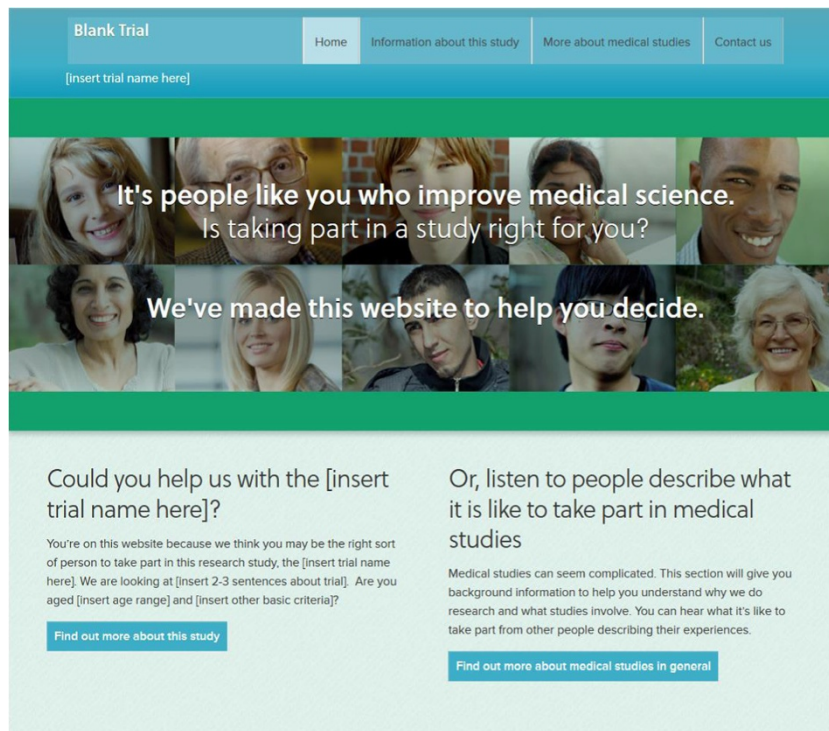 Blank Trial
Home
Information about this study
More about medical studies
Contact us
[insert trial name here]
It's people like you who improve medical science.
Is taking part in a study right for you?
We've made this website to help you decide.
Could you help us with the [insert
trial name here]?
You're on this website because we think you may be the right sort
of person to take part in this research study, the [insert trial name
here]. We are looking at [insert 2-3 sentences about trial].  Are you
aged [insert age range] and [insert other basic criteria]?
Find out more about this study
Or, listen to people describe what
it is like to take part in medical
studies
Medical studies can seem complicated. This section will give you
background information to help you understand why we do
research and what studies involve. You can hear what it's like to
take part from other people describing their experiences.
Find out more about medical studies in general